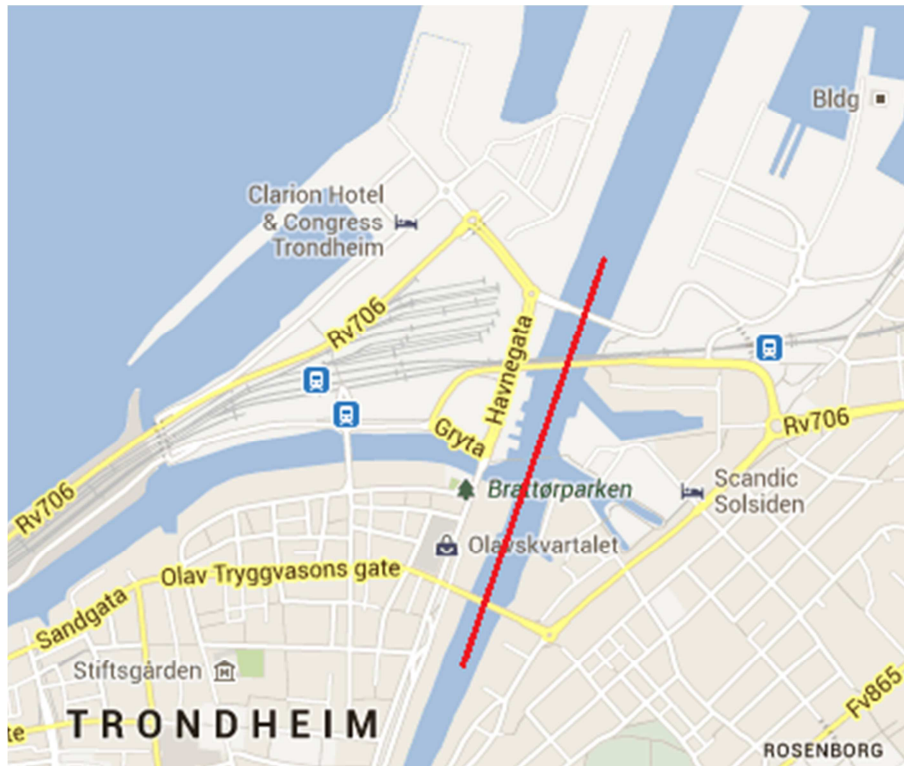 Bldg
Clarion Hotel
& Congress
Trondheim
Rv706
Havnegata
Gryta
Rv706
Rv706
Scandic
Solsiden
Brattørparken
Olavskvartalet
Olav Tryggvasons gate
Sandgata
Stiftsgården
TRONDHEIM
Fv865
ROSENBORG
te